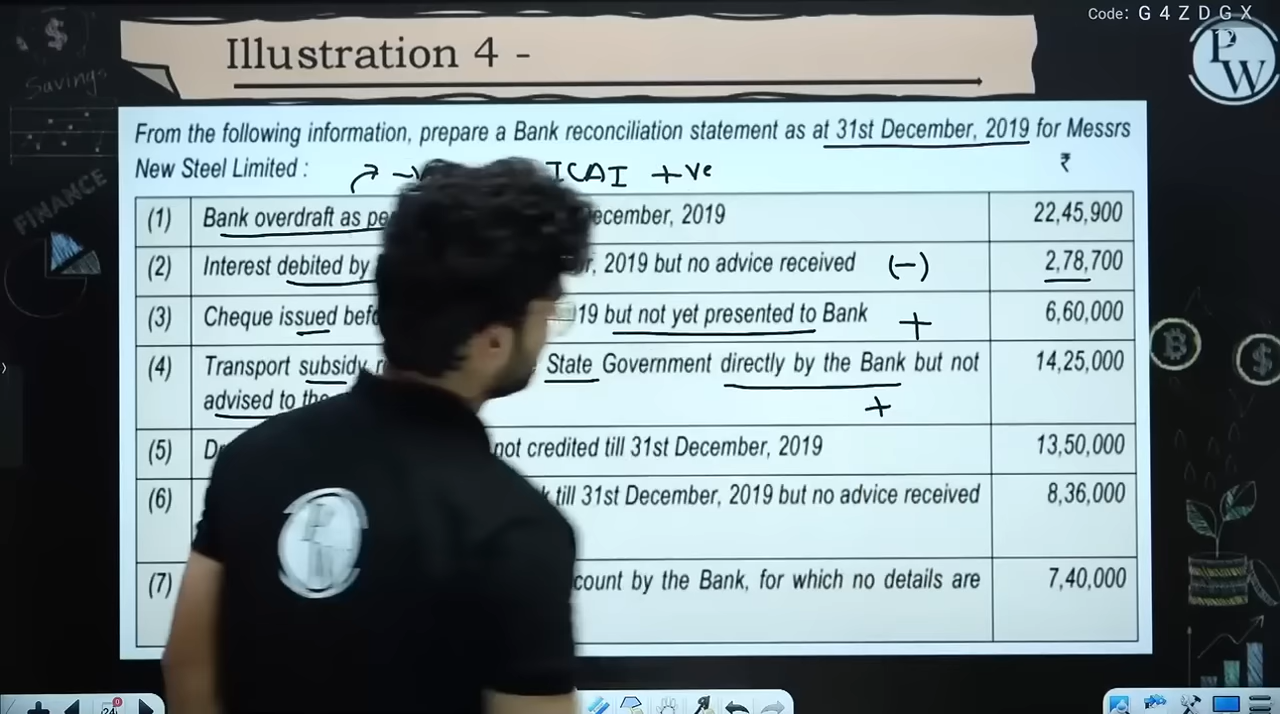 Code: G 4 Z D G X
Illustration 4 -
PW
Savings
FINANCE
From the following information, prepare a Bank reconciliation statement as at 31st December, 2019 for Messrs
New Steel Limited : ICAI +ve ₹
(1) Bank overdraft as ecember, 2019 22,45,900
(2) Interest debited by , 2019 but no advice received (-) 2,78,700
(3) Cheque issued 19 but not yet presented to Bank + 6,60,000
(4) Transport subsidy State Government directly by the Bank but not 14,25,000
advised to the +
(5) not credited till 31st December, 2019 13,50,000
(6) till 31st December, 2019 but no advice received 8,36,000
(7) count by the Bank, for which no details are 7,40,000